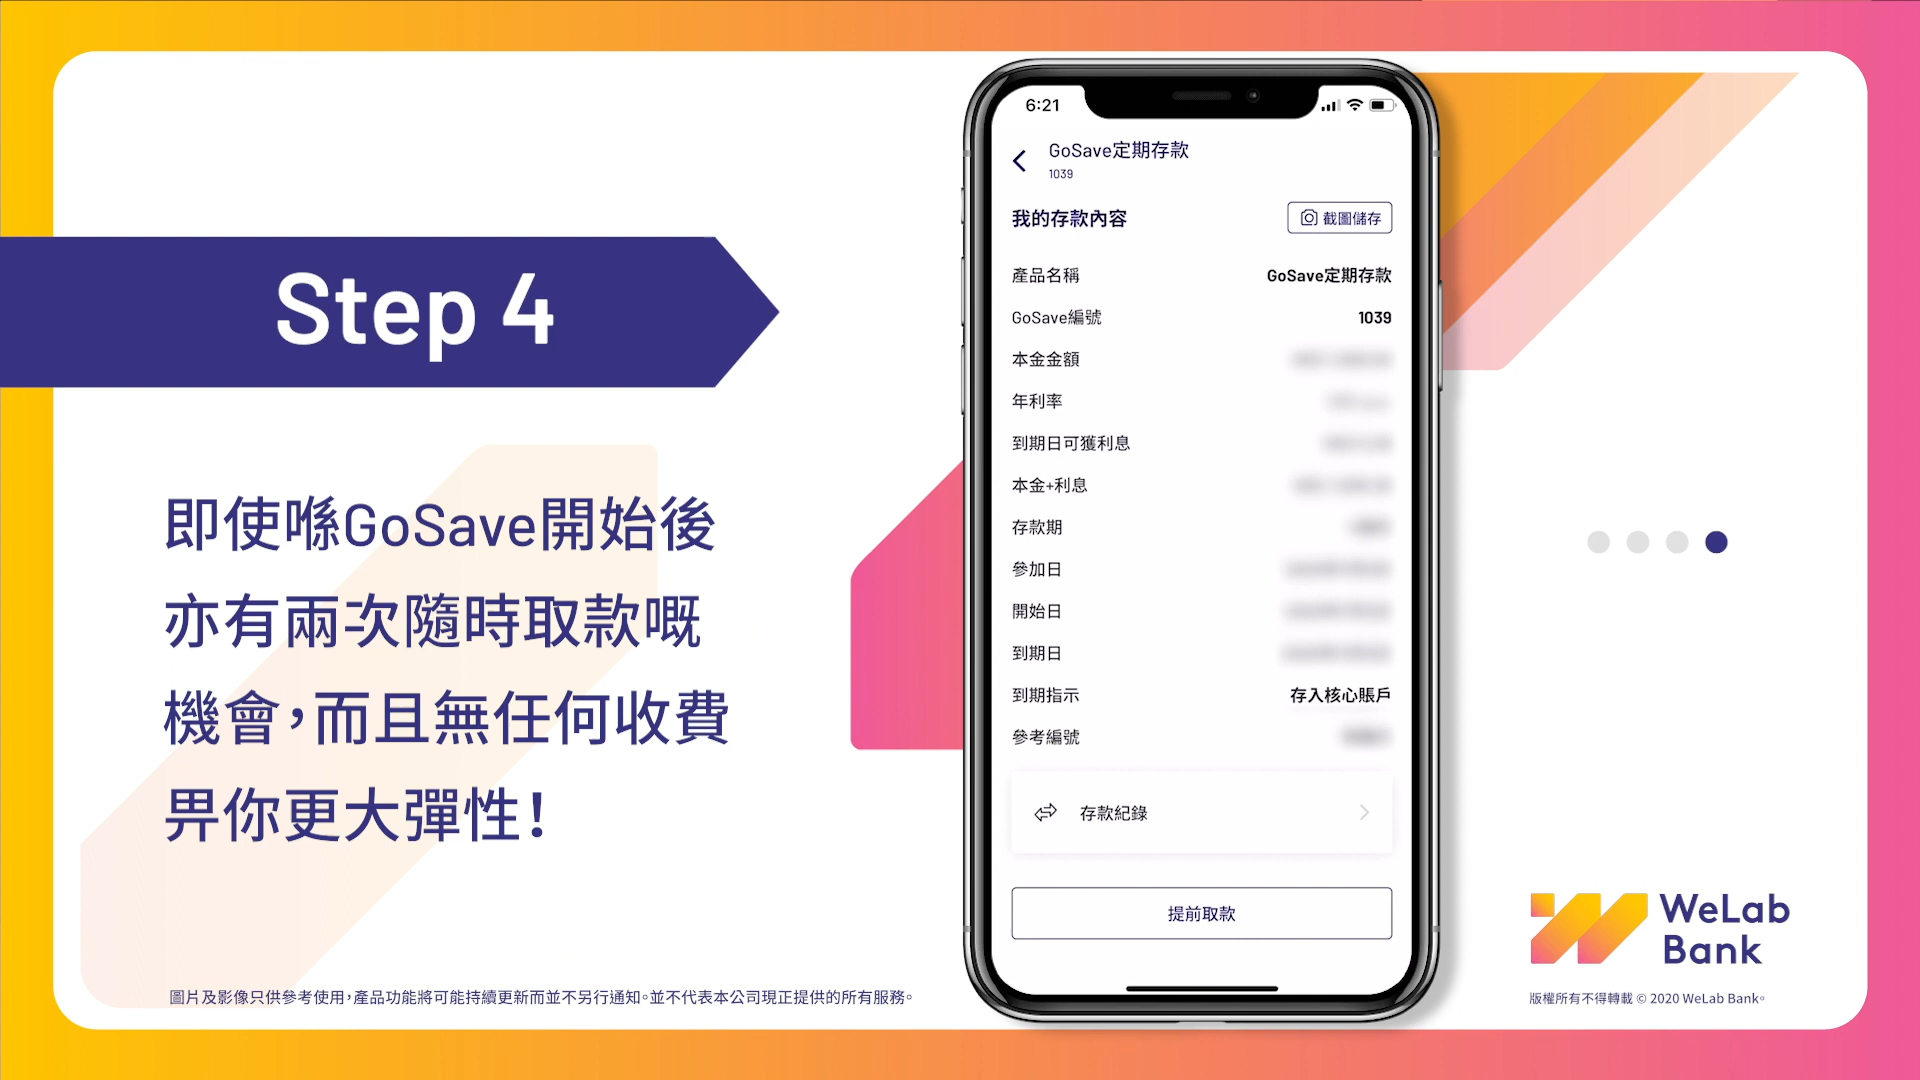 Step 4
即使喺GoSave開始後
亦有兩次隨時取款嘅
機會，而且無任何收費
畀你更大彈性！
圖片及影像只供參考使用，產品功能將可能持續更新而並不另行通知。並不代表本公司現正提供的所有服務。
6:21
GoSave定期存款
1039
我的存款內容
截圖儲存
產品名稱 GoSave定期存款
GoSave編號 1039
本金金額
年利率
到期日可獲利息
本金+利息
存款期
參加日
開始日
到期日
到期指示 存入核心賬戶
參考編號
存款紀錄
提前取款
WeLab
Bank
版權所有不得轉載 © 2020 WeLab Bank。